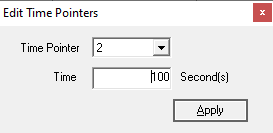 Edit Time Pointers x
Time Pointer 2
Time 100 Second(s)
Apply